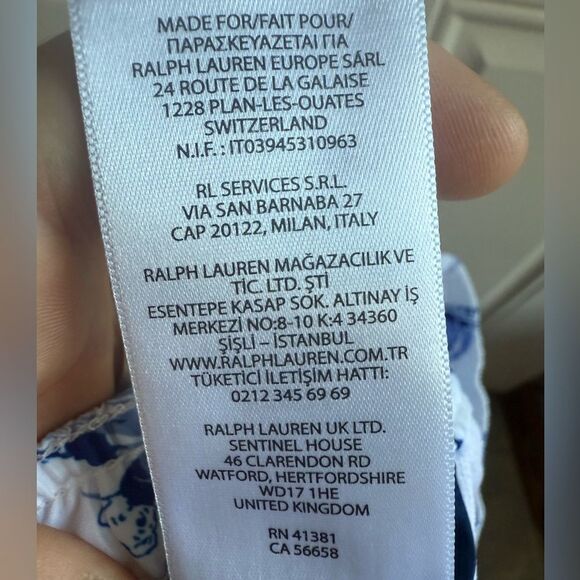 MADE FOR/FAIT POUR/
ΠΑΡΑΣΚΕΥΑΖΕΤΑΙ ΓΙΑ
RALPH LAUREN EUROPE SÁRL
24 ROUTE DE LA GALAISE
1228 PLAN-LES-OUATES
SWITZERLAND
N.I.F. : IT03945310963
RL SERVICES S.R.L.
VIA SAN BARNABA 27
CAP 20122, MILAN, ITALY
RALPH LAUREN MAĞAZACILIK VE
TİC. LTD. ŞTİ
ESENTEPE KASAP SOK. ALTINAY İŞ
MERKEZİ NO:8-10 K:4 34360
ŞİŞLİ – İSTANBUL
WWW.RALPHLAUREN.COM.TR
TÜKETİCİ İLETİŞİM HATTI:
0212 345 69 69
RALPH LAUREN UK LTD.
SENTINEL HOUSE
46 CLARENDON RD
WATFORD, HERTFORDSHIRE
WD17 1HE
UNITED KINGDOM
RN 41381
CA 56658